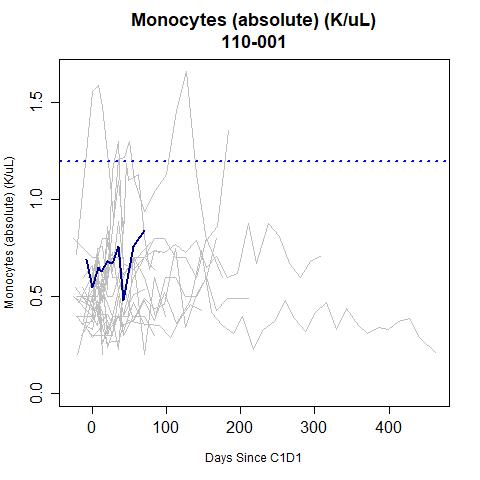 Monocytes (absolute) (K/uL)
110-001
Monocytes (absolute) (K/uL)
1.5
1.0
0.5
0.0
0 100 200 300 400
Days Since C1D1